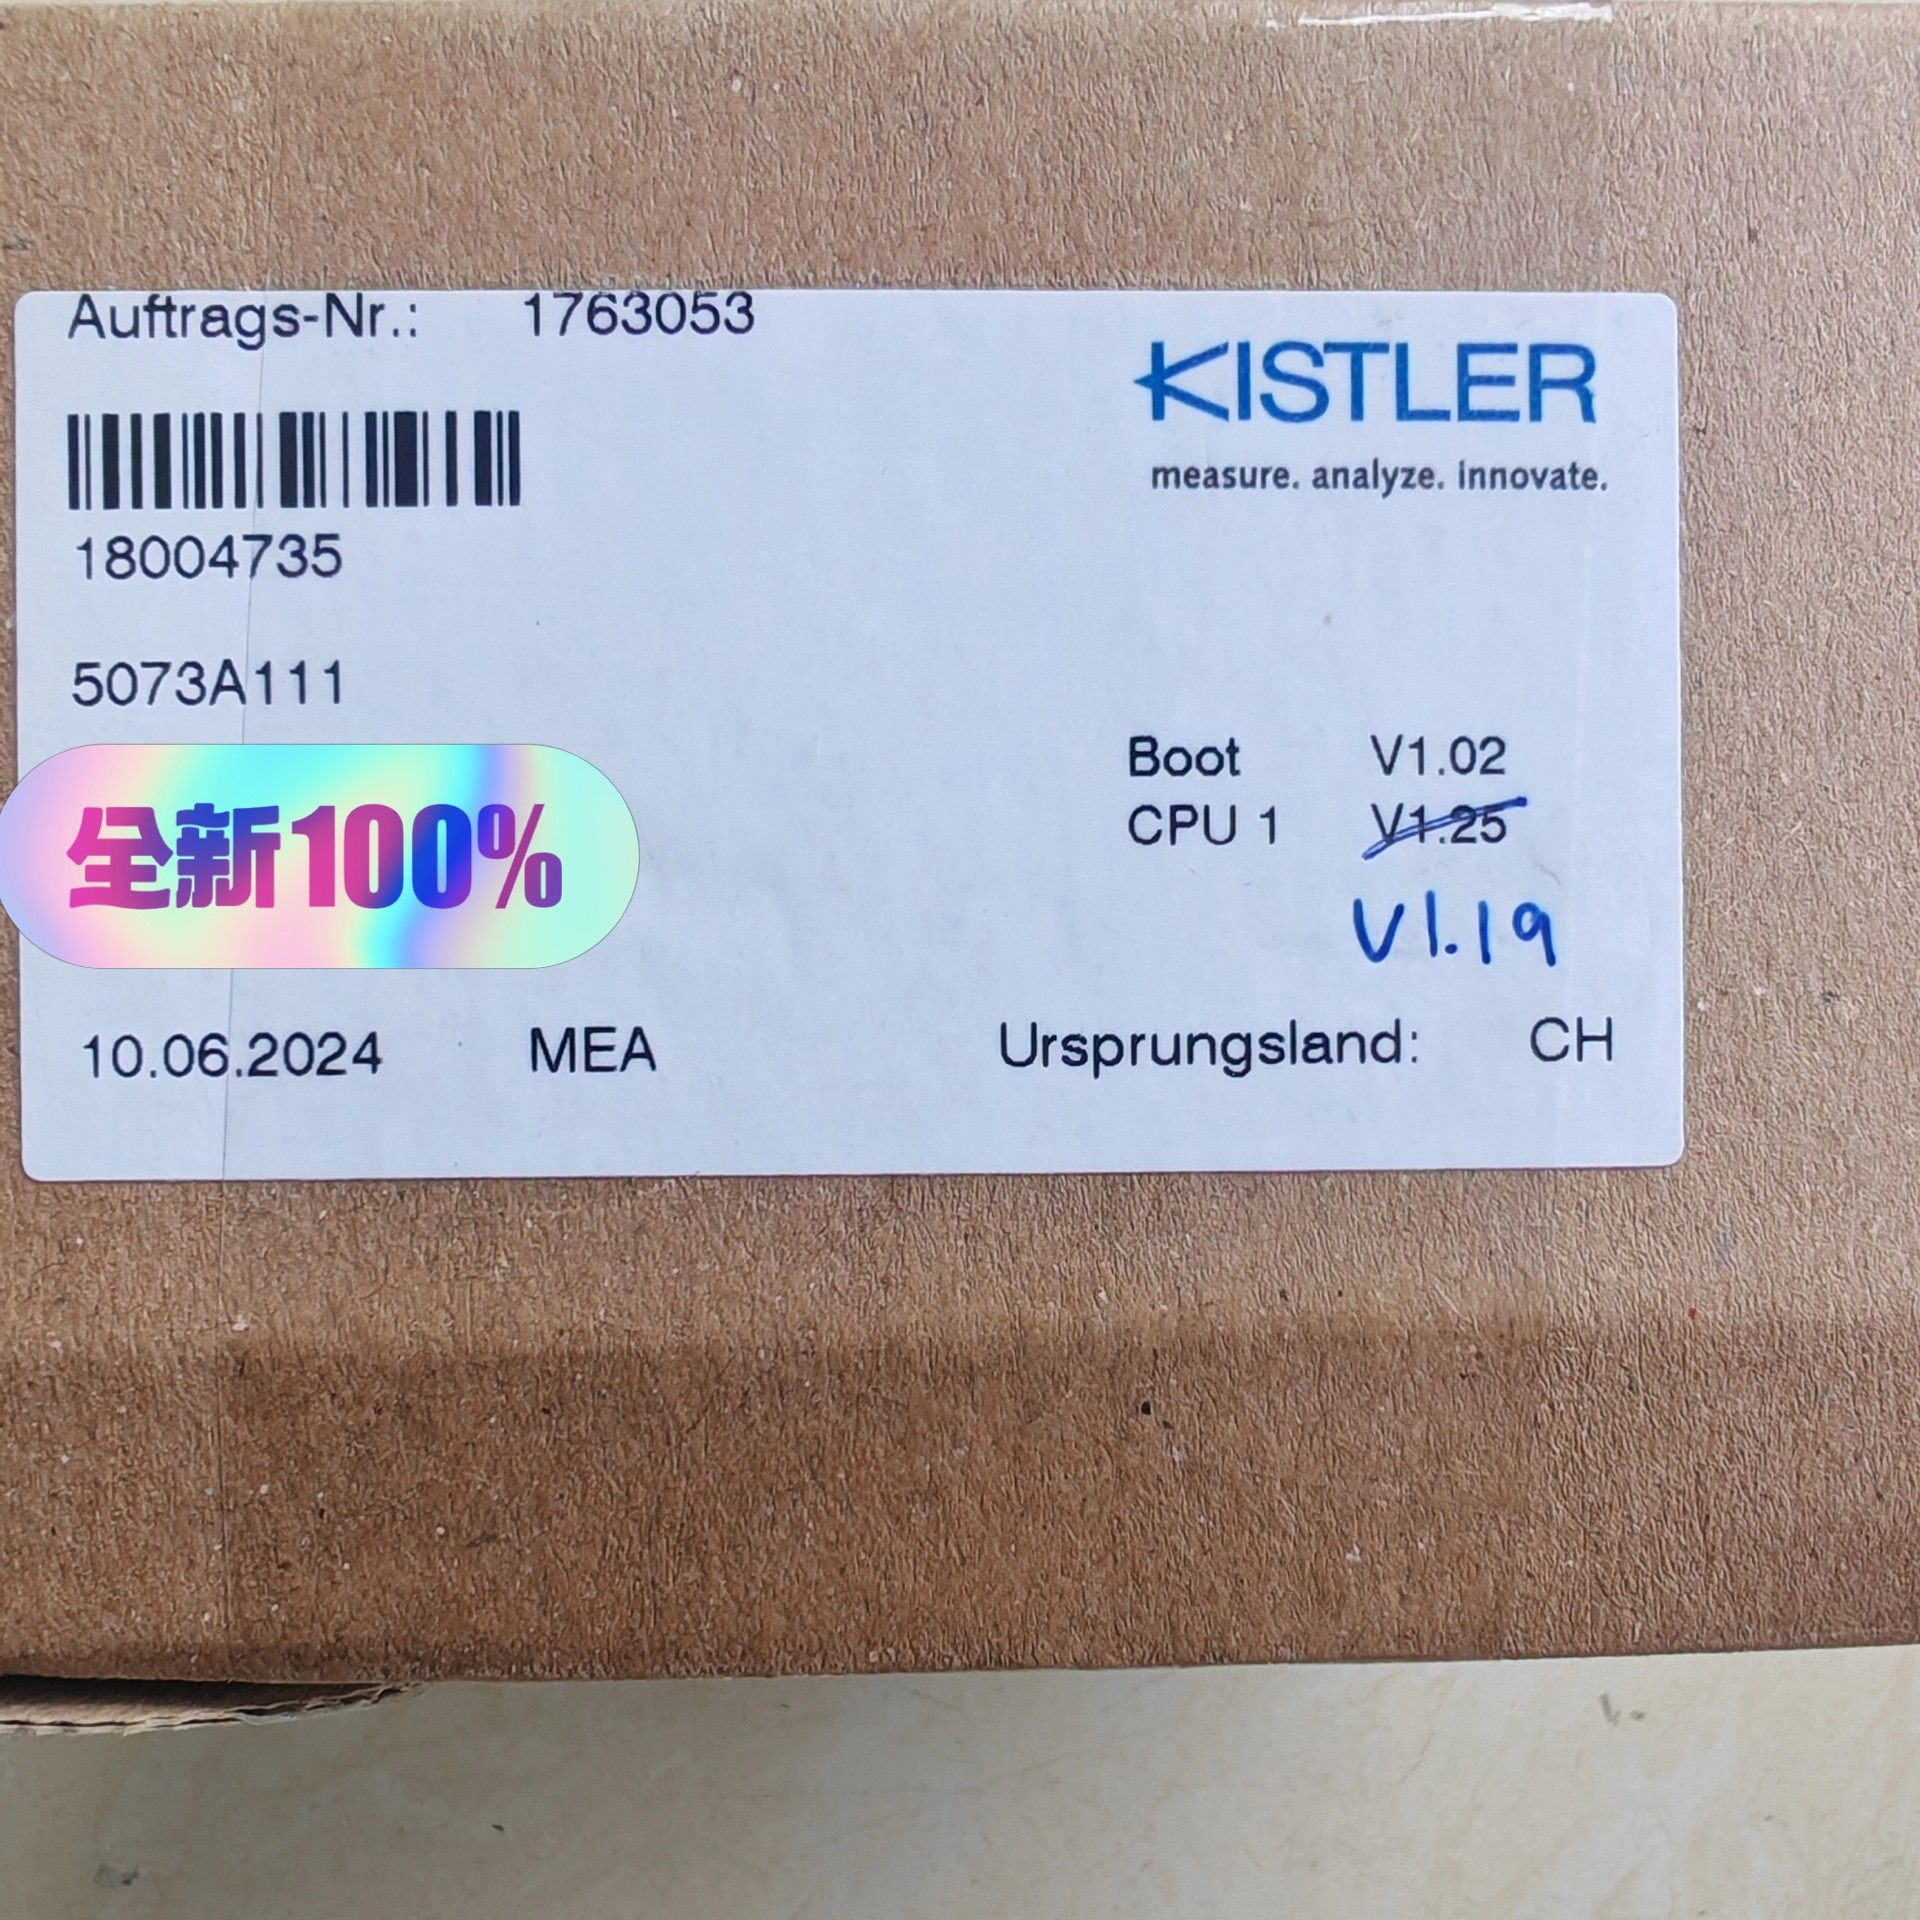 Auftrags-Nr.: 1763053
KISTLER
measure. analyze. innovate.
18004735
5073A111
Boot V1.02
CPU 1 V1.25
V1.19
全新100%
10.06.2024 MEA Ursprungsland: CH